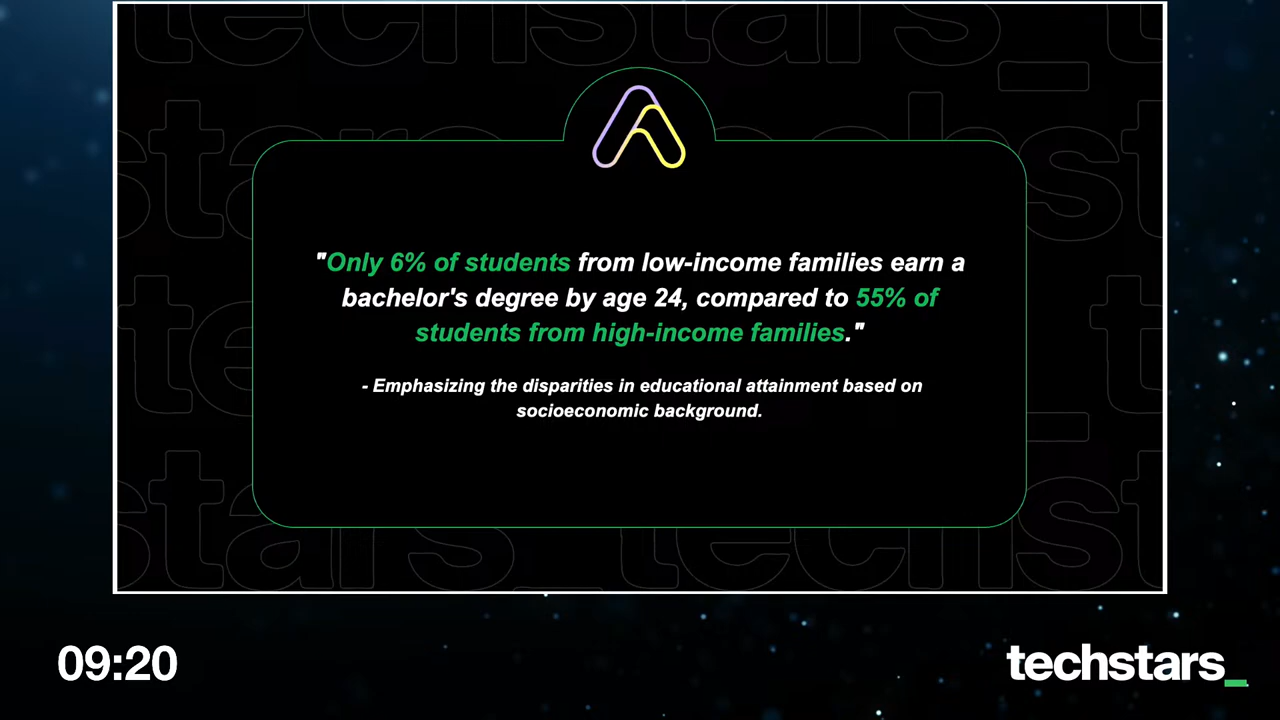 "Only 6% of students from low-income families earn a
bachelor's degree by age 24, compared to 55% of
students from high-income families."
- Emphasizing the disparities in educational attainment based on
socioeconomic background.
09:20
techstars_